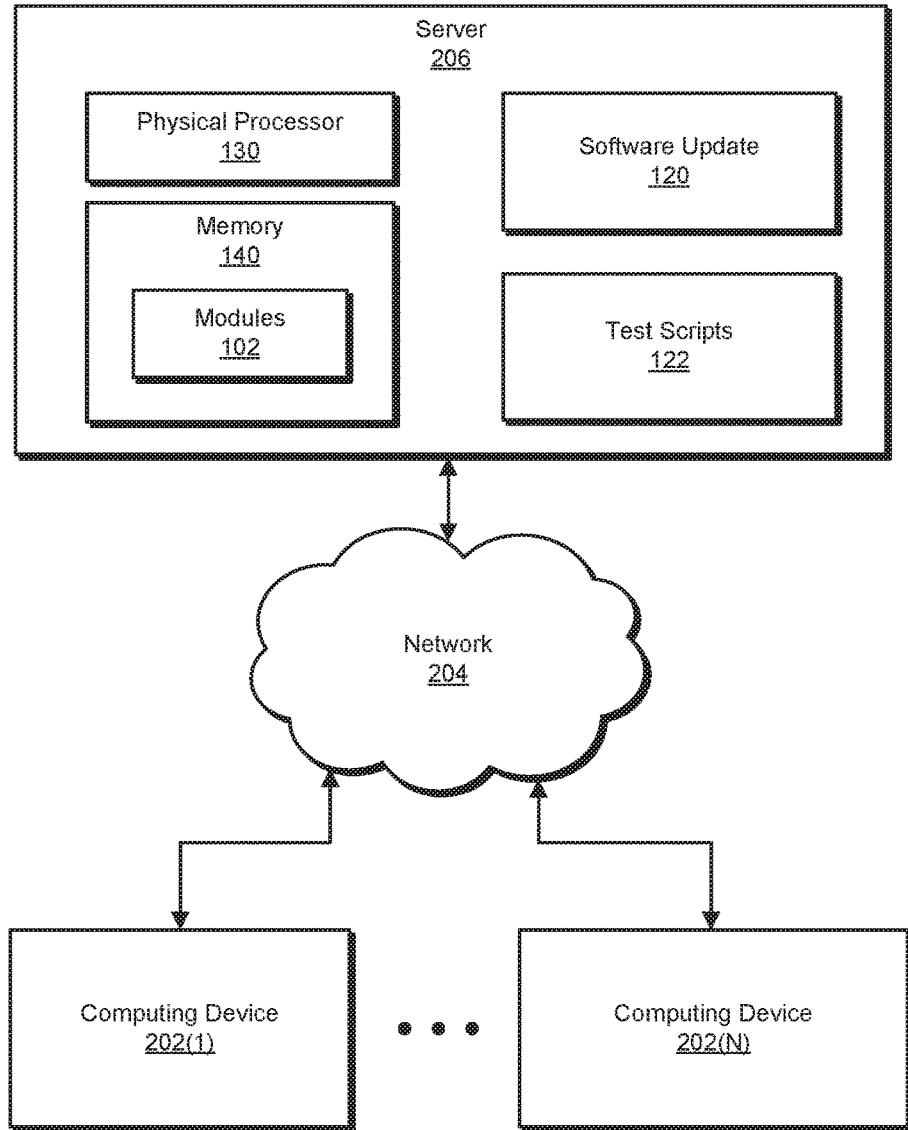 Server
206
Physical Processor
130
Software Update
120
Memory
140
Modules
102
Test Scripts
122
Network
204
Computing Device
202(1)
Computing Device
202(N)